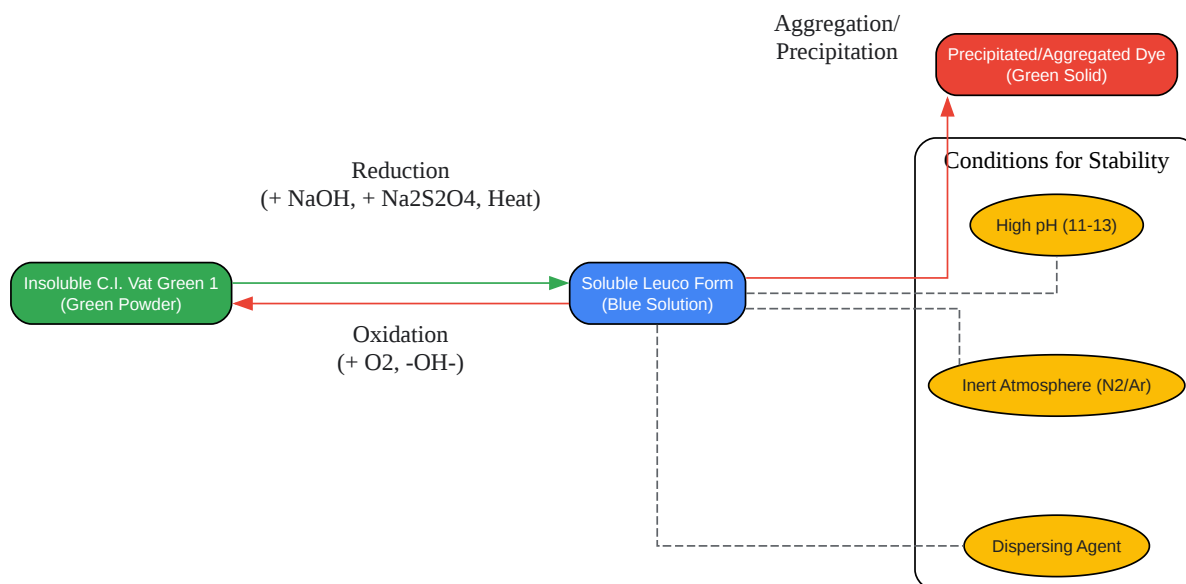 Aggregation/
Precipitation
Precipitated/Aggregated Dye
(Green Solid)
Conditions for Stability
Reduction
(+ NaOH, + Na2S2O4, Heat)
High pH (11-13)
Insoluble C.I. Vat Green 1
(Green Powder)
Soluble Leuco Form
(Blue Solution)
Oxidation
(+ O2, -OH-)
Inert Atmosphere (N2/Ar)
Dispersing Agent